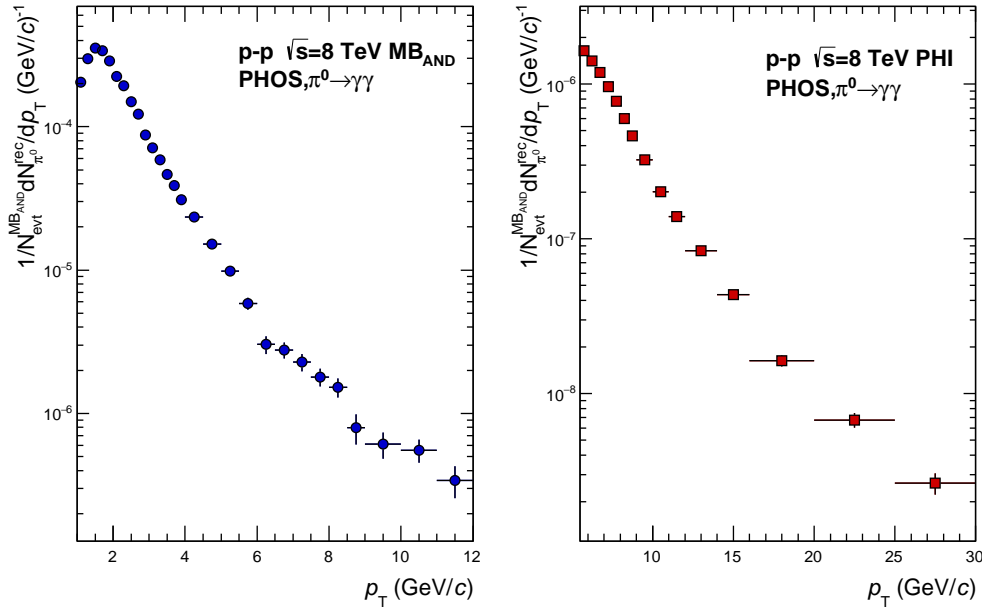 1/N_evt^MB_AND dN_π⁰^rec/dp_T (GeV/c)⁻¹
p-p √s=8 TeV MB_AND
PHOS,π⁰→γγ
10⁻⁴
10⁻⁵
10⁻⁶
2 4 6 8 10 12
p_T (GeV/c)
1/N_evt^MB_AND dN_π⁰^rec/dp_T (GeV/c)⁻¹
p-p √s=8 TeV PHI
PHOS,π⁰→γγ
10⁻⁶
10⁻⁷
10⁻⁸
10 15 20 25 30
p_T (GeV/c)